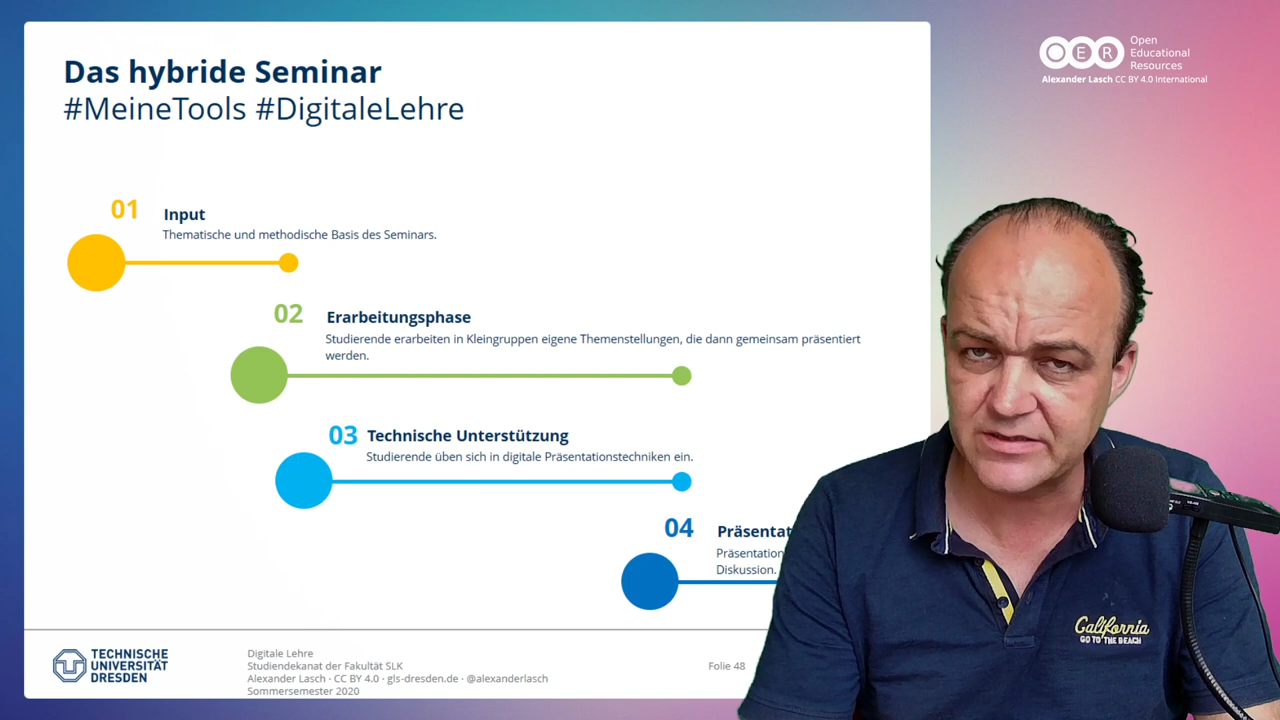 Das hybride Seminar
#MeineTools #DigitaleLehre
OER
Open
Educational
Resources
Alexander Lasch CC BY 4.0 International
01
Input
Thematische und methodische Basis des Seminars.
02
Erarbeitungsphase
Studierende erarbeiten in Kleingruppen eigene Themenstellungen, die dann gemeinsam präsentiert
werden.
03
Technische Unterstützung
Studierende üben sich in digitale Präsentationstechniken ein.
04
Präsentat
Präsentation
Diskussion.
California
GO TO THE BEACH
TECHNISCHE
UNIVERSITÄT
DRESDEN
Digitale Lehre
Studiendekanat der Fakultät SLK
Alexander Lasch · CC BY 4.0 · gls-dresden.de · @alexanderlasch
Sommersemester 2020
Folie 48